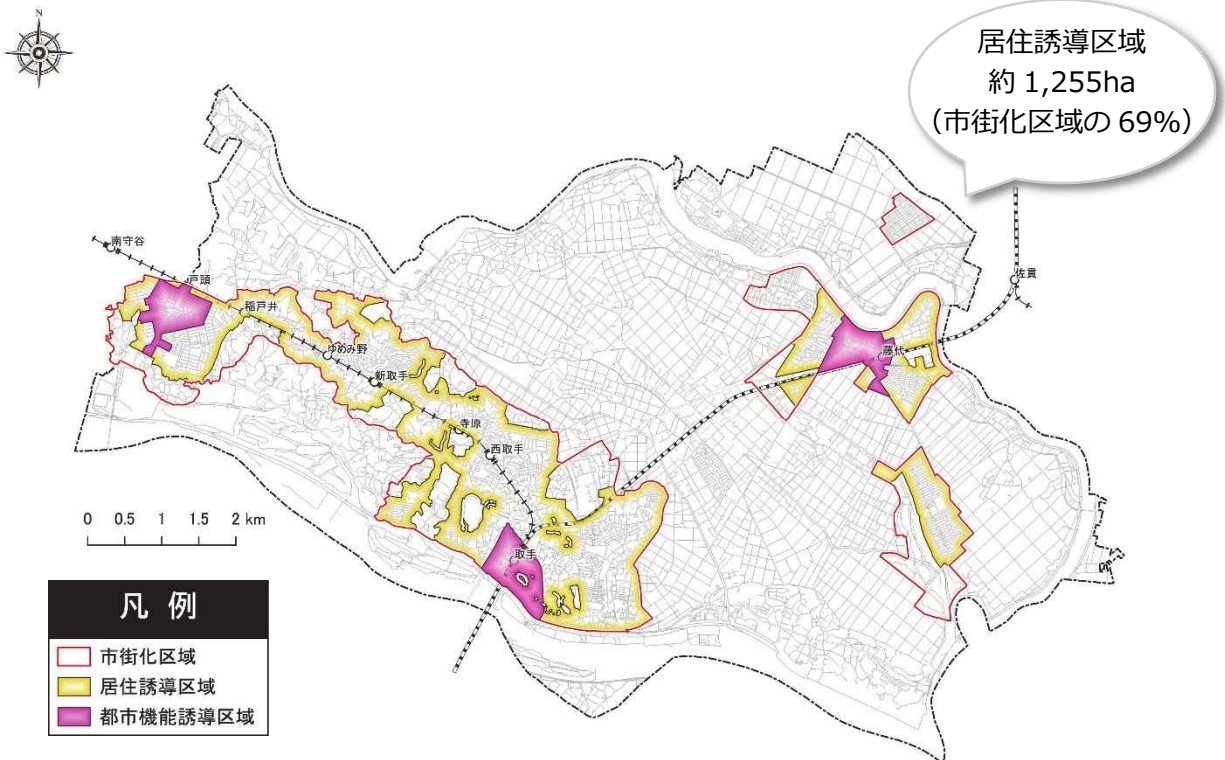 N
居住誘導区域
約 1,255ha
（市街化区域の 69%）
南守谷
戸頭
稲戸井
ゆめみ野
新取手
寺原
西取手
取手
佐貫
藤代
0 0.5 1 1.5 2 km
凡 例
市街化区域
居住誘導区域
都市機能誘導区域